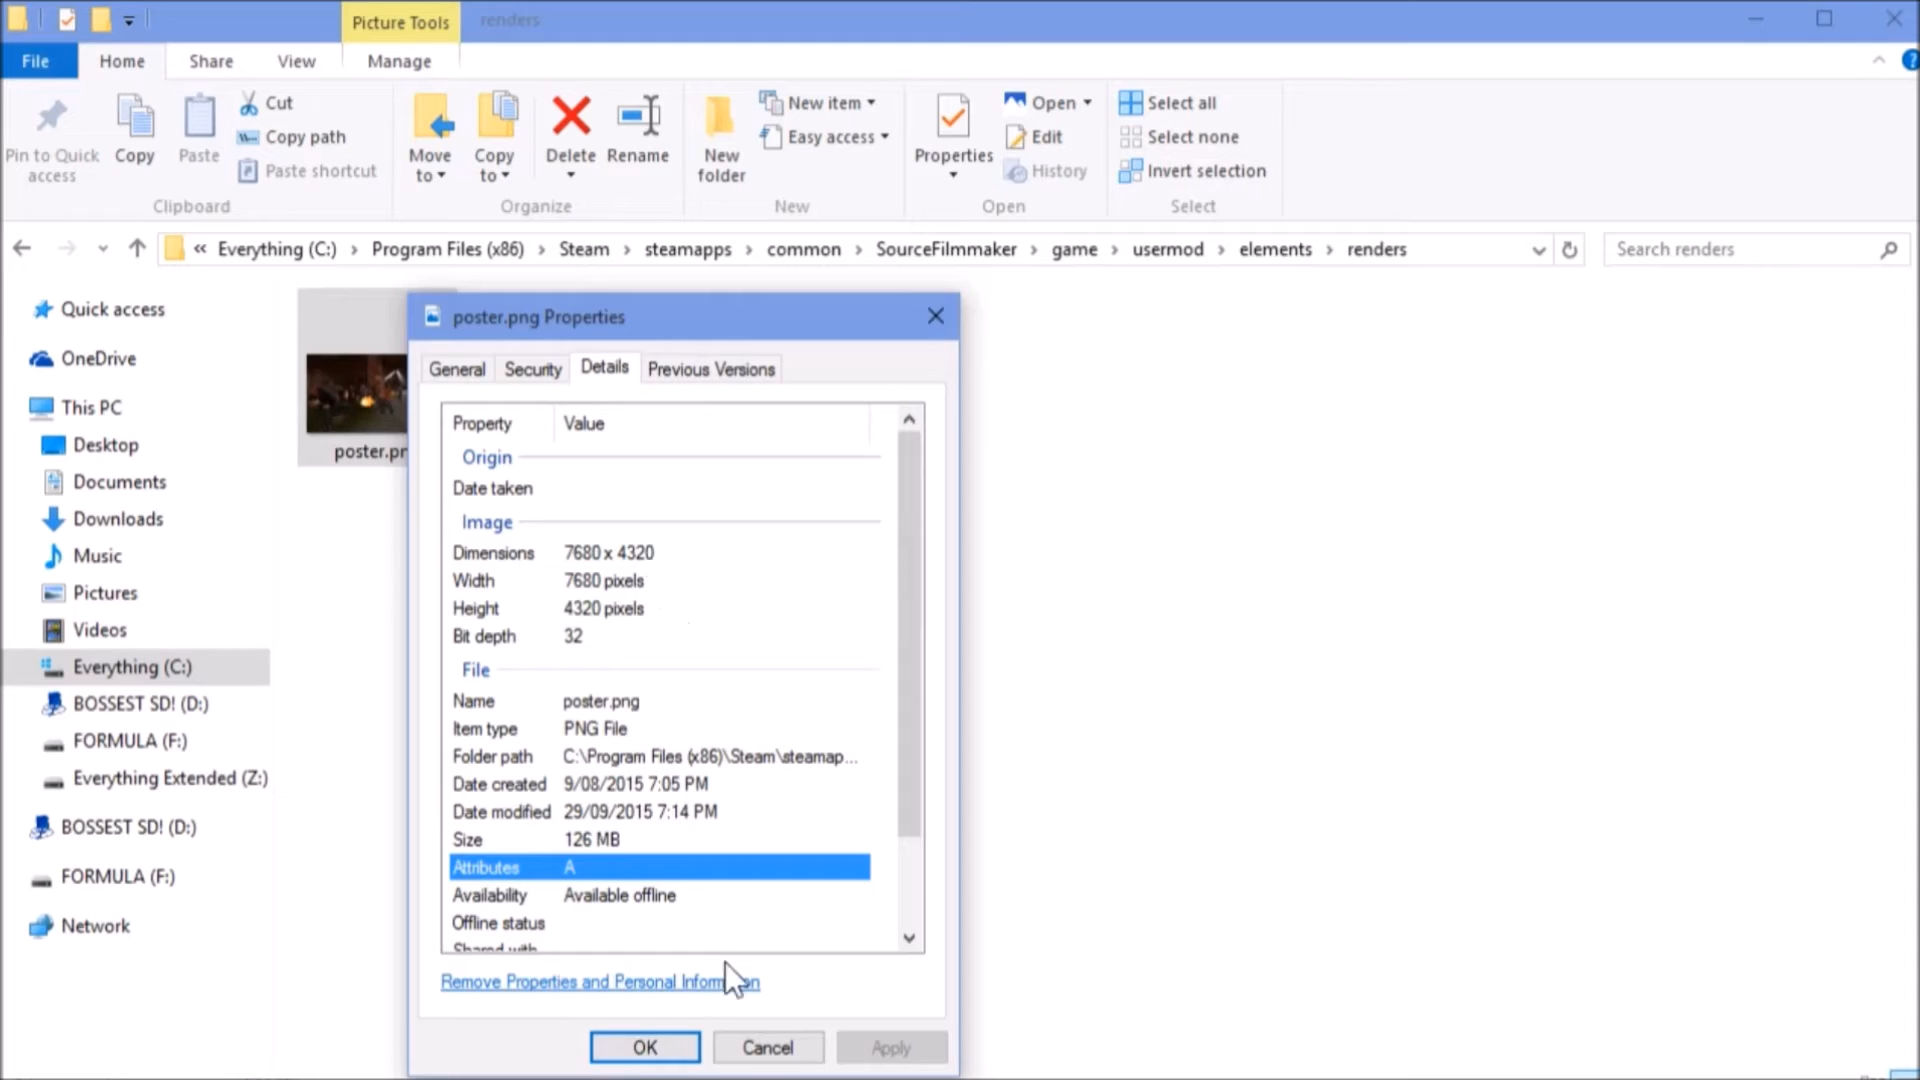 Picture Tools renders
File Home Share View Manage
Pin to Quick access
Copy
Paste
Cut
Copy path
Paste shortcut
Clipboard
Move to
Copy to
Delete
Rename
Organize
New folder
New item
Easy access
New
Properties
Open
Edit
History
Open
Select all
Select none
Invert selection
Select
« Everything (C:) › Program Files (x86) › Steam › steamapps › common › SourceFilmmaker › game › usermod › elements › renders
Search renders
Quick access
OneDrive
This PC
Desktop
Documents
Downloads
Music
Pictures
Videos
Everything (C:)
BOSSEST SD! (D:)
FORMULA (F:)
Everything Extended (Z:)
BOSSEST SD! (D:)
FORMULA (F:)
Network
poster.pn
poster.png Properties
General Security Details Previous Versions
Property Value
Origin
Date taken
Image
Dimensions 7680 x 4320
Width 7680 pixels
Height 4320 pixels
Bit depth 32
File
Name poster.png
Item type PNG File
Folder path C:\Program Files (x86)\Steam\steamap...
Date created 9/08/2015 7:05 PM
Date modified 29/09/2015 7:14 PM
Size 126 MB
Attributes A
Availability Available offline
Offline status
Shared with
Remove Properties and Personal Information
OK Cancel Apply